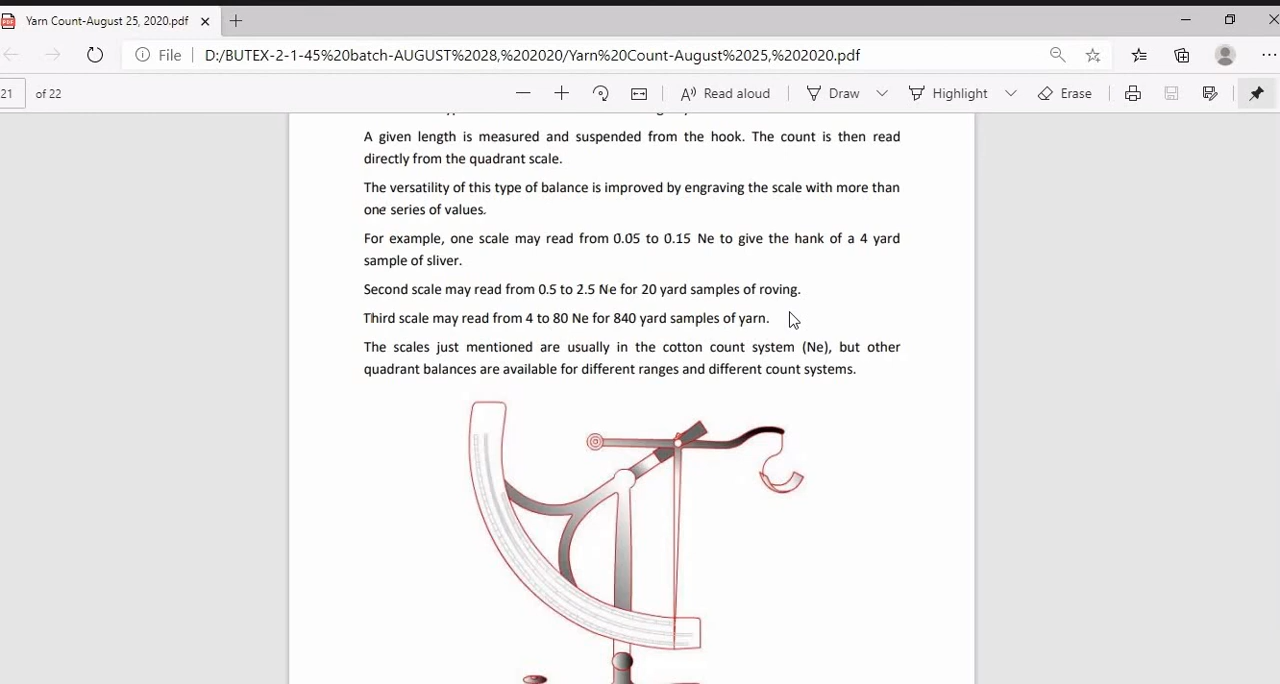 Yarn Count-August 25, 2020.pdf
File D:/BUTEX-2-1-45%20batch-AUGUST%2028,%202020/Yarn%20Count-August%2025,%202020.pdf
21 of 22 Read aloud Draw Highlight Erase
A given length is measured and suspended from the hook. The count is then read
directly from the quadrant scale.
The versatility of this type of balance is improved by engraving the scale with more than
one series of values.
For example, one scale may read from 0.05 to 0.15 Ne to give the hank of a 4 yard
sample of sliver.
Second scale may read from 0.5 to 2.5 Ne for 20 yard samples of roving.
Third scale may read from 4 to 80 Ne for 840 yard samples of yarn.
The scales just mentioned are usually in the cotton count system (Ne), but other
quadrant balances are available for different ranges and different count systems.